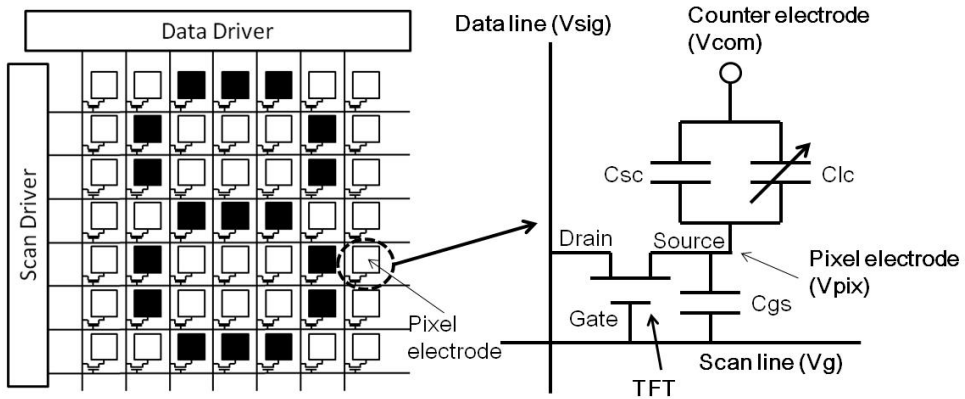 Data Driver
Scan Driver
Pixel
electrode
Data line (Vsig)
Counter electrode
(Vcom)
Csc
Clc
Drain
Source
Pixel electrode
(Vpix)
Gate
Cgs
Scan line (Vg)
TFT